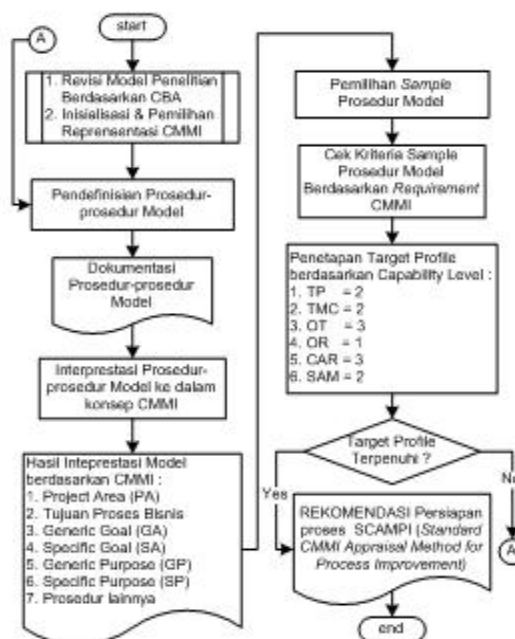 A
start
1. Revisi Model Penelitian
Berdasarkan CBA
2. Inisialisasi & Pemilihan
Reprensentasi CMMI
Pendefinisian Prosedur-
prosedur Model
Dokumentasi
Prosedur-prosedur
Model
Interprestasi Prosedur-
prosedur Model ke dalam
konsep CMMI
Hasil Inteprestasi Model
berdasarkan CMMI :
1. Project Area (PA)
2. Tujuan Proses Bisnis
3. Generic Goal (GA)
4. Specific Goal (SA)
5. Generic Purpose (GP)
6. Specific Purpose (SP)
7. Prosedur lainnya
Pemilihan Sample
Prosedur Model
Cek Kriteria Sample
Prosedur Model
Berdasarkan Requirement
CMMI
Penetapan Target Profile
berdasarkan Capability Level :
1. TP = 2
2. TMC = 2
3. OT = 3
4. OR = 1
5. CAR = 3
6. SAM = 2
Target Profile
Terpenuhi ?
Yes
No
REKOMENDASI Persiapan
proses SCAMPI (Standard
CMMI Appraisal Method for
Process Improvement)
A
end